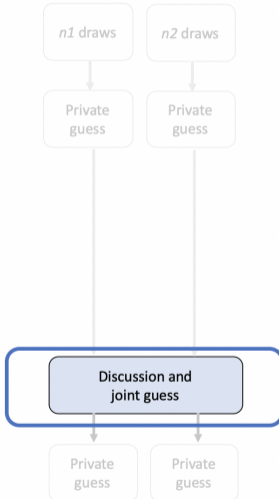 n1 draws
n2 draws
Private
guess
Private
guess
Discussion and
joint guess
Private
guess
Private
guess